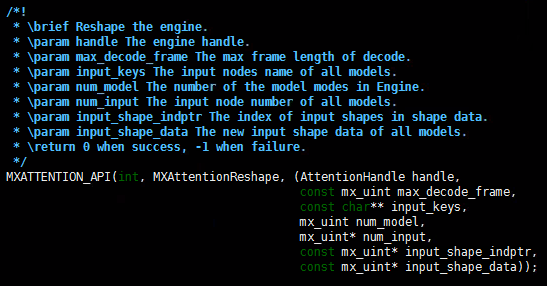 /*!
 * \brief Reshape the engine.
 * \param handle The engine handle.
 * \param max_decode_frame The max frame length of decode.
 * \param input_keys The input nodes name of all models.
 * \param num_model The number of the model modes in Engine.
 * \param num_input The input node number of all models.
 * \param input_shape_indptr The index of input shapes in shape data.
 * \param input_shape_data The new input shape data of all models.
 * \return 0 when success, -1 when failure.
 */
MXATTENTION_API(int, MXAttentionReshape, (AttentionHandle handle,
                                          const mx_uint max_decode_frame,
                                          const char** input_keys,
                                          mx_uint num_model,
                                          mx_uint* num_input,
                                          const mx_uint* input_shape_indptr,
                                          const mx_uint* input_shape_data));